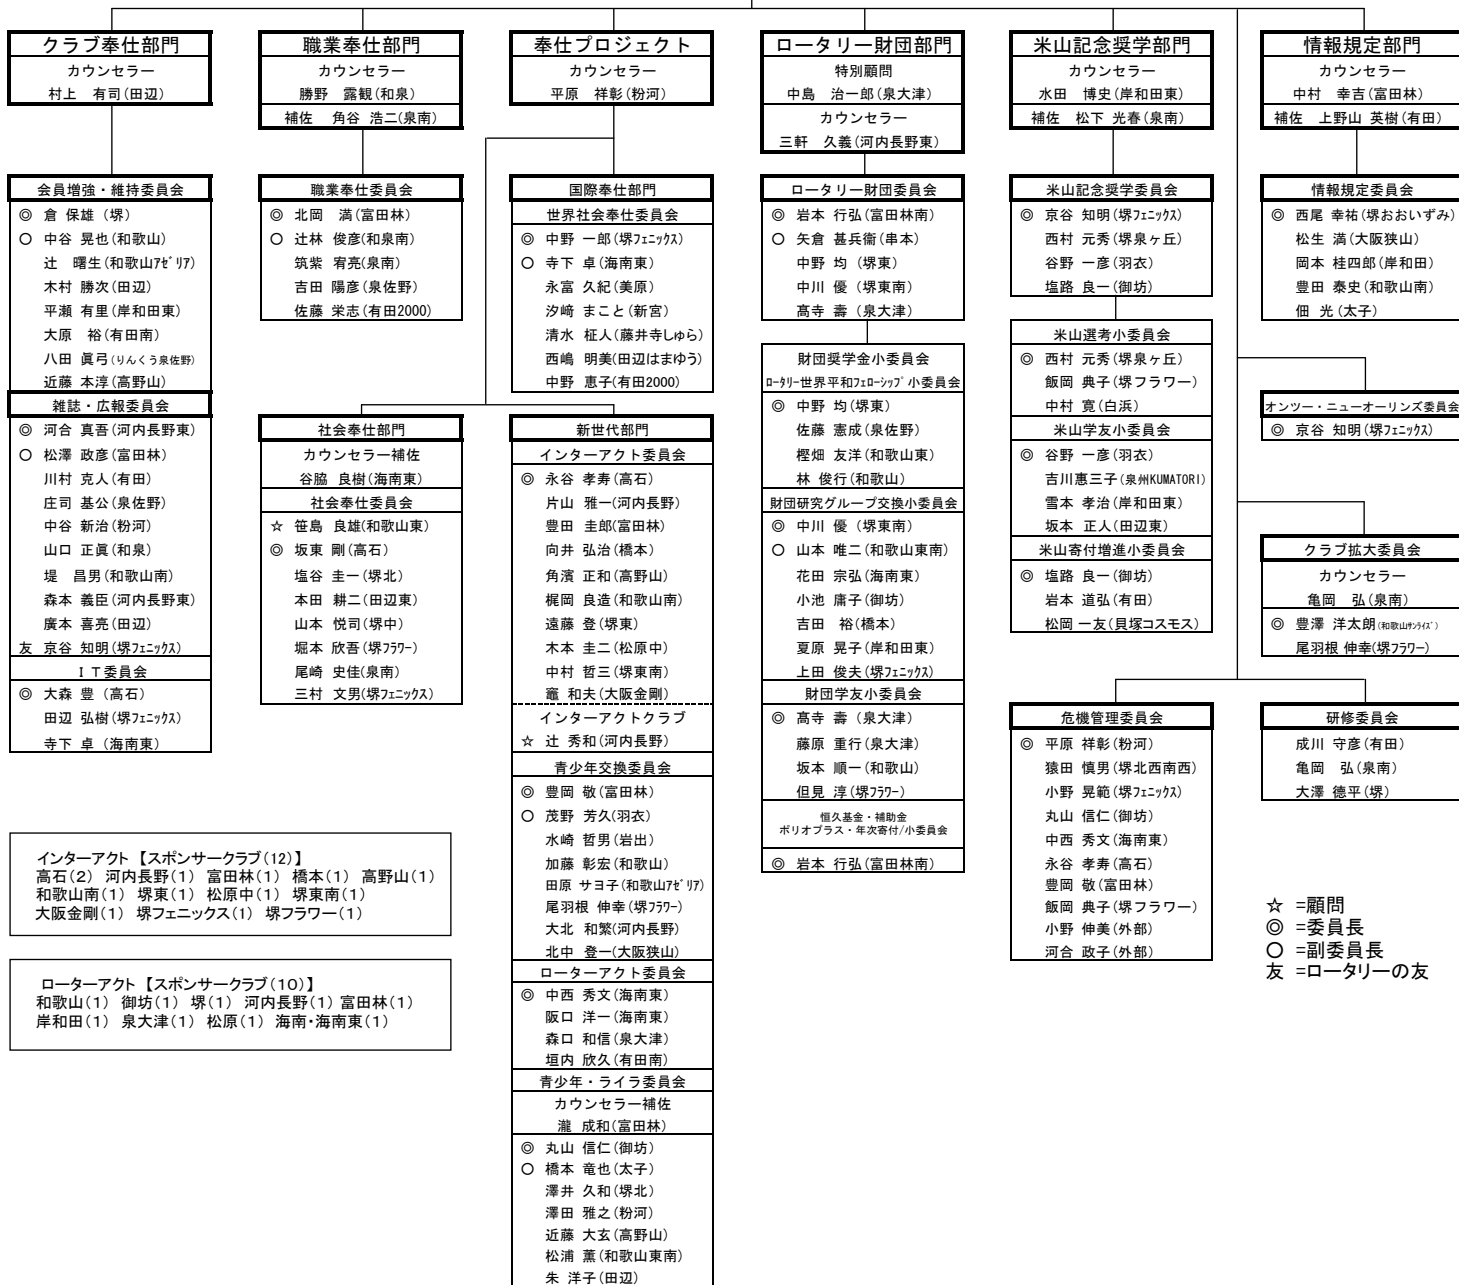 クラブ奉仕部門
カウンセラー
村上 有司(田辺)
会員増強・維持委員会
◎ 倉 保雄 (堺)
○ 中谷 晃也(和歌山)
辻 曙生(和歌山ｱｾﾞﾘｱ)
木村 勝次(田辺)
平瀬 有里(岸和田東)
大原 裕(有田南)
八田 眞弓(りんくう泉佐野)
近藤 本淳(高野山)
雑誌・広報委員会
◎ 河合 真吾(河内長野東)
○ 松澤 政彦(富田林)
川村 克人(有田)
庄司 基公(泉佐野)
中谷 新治(粉河)
山口 正眞(和泉)
堤 昌男(和歌山南)
森本 義臣(河内長野東)
廣本 喜亮(田辺)
友 京谷 知明(堺ﾌｪﾆｯｸｽ)
ＩＴ委員会
◎ 大森 豊 (高石)
田辺 弘樹(堺ﾌｪﾆｯｸｽ)
寺下 卓 (海南東)
職業奉仕部門
カウンセラー
勝野 露観(和泉)
補佐 角谷 浩二(泉南)
職業奉仕委員会
◎ 北岡 満(富田林)
○ 辻林 俊彦(和泉南)
筑紫 宥亮(泉南)
吉田 陽彦(泉佐野)
佐藤 栄志(有田2000)
奉仕プロジェクト
カウンセラー
平原 祥彰(粉河)
国際奉仕部門
世界社会奉仕委員会
◎ 中野 一郎(堺ﾌｪﾆｯｸｽ)
○ 寺下 卓(海南東)
永富 久紀(美原)
汐﨑 まこと(新宮)
清水 柾人(藤井寺しゅら)
西嶋 明美(田辺はまゆう)
中野 恵子(有田2000)
社会奉仕部門
カウンセラー補佐
谷脇 良樹(海南東)
社会奉仕委員会
☆ 笹島 良雄(和歌山東)
◎ 坂東 剛(高石)
塩谷 圭一(堺北)
本田 耕二(田辺東)
山本 悦司(堺中)
堀本 欣吾(堺ﾌﾗﾜｰ)
尾崎 史佳(泉南)
三村 文男(堺フェニックス)
新世代部門
インターアクト委員会
◎ 永谷 孝寿(高石)
片山 雅一(河内長野)
豊田 圭郎(富田林)
向井 弘治(橋本)
角濱 正和(高野山)
梶岡 良造(和歌山南)
遠藤 登(堺東)
木本 圭二(松原中)
中村 哲三(堺東南)
竈 和夫(大阪金剛)
インターアクトクラブ
☆ 辻 秀和(河内長野)
青少年交換委員会
◎ 豊岡 敬(富田林)
○ 茂野 芳久(羽衣)
水崎 哲男(岩出)
加藤 彰宏(和歌山)
田原 サヨ子(和歌山ｱｾﾞﾘｱ)
尾羽根 伸幸(堺ﾌﾗﾜｰ)
大北 和繁(河内長野)
北中 登一(大阪狭山)
ローターアクト委員会
◎ 中西 秀文(海南東)
阪口 洋一(海南東)
森口 和信(泉大津)
垣内 欣久(有田南)
青少年・ライラ委員会
カウンセラー補佐
瀧 成和(富田林)
◎ 丸山 信仁(御坊)
○ 橋本 竜也(太子)
澤井 久和(堺北)
澤田 雅之(粉河)
近藤 大玄(高野山)
松浦 薫(和歌山東南)
朱 洋子(田辺)
ロータリー財団部門
特別顧問
中島 治一郎(泉大津)
カウンセラー
三軒 久義(河内長野東)
ロータリー財団委員会
◎ 岩本 行弘(富田林南)
○ 矢倉 甚兵衞(串本)
中野 均(堺東)
中川 優(堺東南)
髙寺 壽(泉大津)
財団奨学金小委員会
ﾛｰﾀﾘｰ世界平和ﾌｪﾛｰｼｯﾌﾟ小委員会
◎ 中野 均(堺東)
佐藤 憲成(泉佐野)
樫畑 友洋(和歌山東)
林 俊行(和歌山)
財団研究グループ交換小委員会
◎ 中川 優(堺東南)
○ 山本 唯二(和歌山東南)
花田 宗弘(海南東)
小池 庸子(御坊)
吉田 裕(橋本)
夏原 晃子(岸和田東)
上田 俊夫(堺ﾌｪﾆｯｸｽ)
財団学友小委員会
◎ 髙寺 壽 (泉大津)
藤原 重行(泉大津)
坂本 順一(和歌山)
但見 淳(堺ﾌﾗﾜｰ)
恒久基金・補助金
ポリオプラス・年次寄付/小委員会
◎ 岩本 行弘(富田林南)
米山記念奨学部門
カウンセラー
水田 博史(岸和田東)
補佐 松下 光春(泉南)
米山記念奨学委員会
◎ 京谷 知明(堺ﾌｪﾆｯｸｽ)
西村 元秀(堺泉ヶ丘)
谷野 一彦(羽衣)
塩路 良一(御坊)
米山選考小委員会
◎ 西村 元秀(堺泉ヶ丘)
飯岡 典子(堺フラワー)
中村 寛(白浜)
米山学友小委員会
◎ 谷野 一彦(羽衣)
吉川惠三子(泉州KUMATORI)
雪本 孝治(岸和田東)
坂本 正人(田辺東)
米山寄付増進小委員会
◎ 塩路 良一(御坊)
岩本 道弘(有田)
松岡 一友(貝塚コスモス)
情報規定部門
カウンセラー
中村 幸吉(富田林)
補佐 上野山 英樹(有田)
情報規定委員会
◎ 西尾 幸祐(堺おおいずみ)
松生 満(大阪狭山)
岡本 桂四郎(岸和田)
豊田 泰史(和歌山南)
佃 光(太子)
オンツー・ニューオーリンズ委員会
◎ 京谷 知明(堺ﾌｪﾆｯｸｽ)
クラブ拡大委員会
カウンセラー
亀岡 弘(泉南)
◎ 豊澤 洋太朗(和歌山ｻﾝﾗｲｽﾞ)
尾羽根 伸幸(堺ﾌﾗﾜｰ)
危機管理委員会
◎ 平原 祥彰(粉河)
猿田 慎男(堺北西南西)
小野 晃範(堺ﾌｪﾆｯｸｽ)
丸山 信仁(御坊)
中西 秀文(海南東)
永谷 孝寿(高石)
豊岡 敬(富田林)
飯岡 典子(堺フラワー)
小野 伸美(外部)
河合 政子(外部)
研修委員会
成川 守彦(有田)
亀岡 弘(泉南)
大澤 德平(堺)
インターアクト 【スポンサークラブ(12)】
高石(2) 河内長野(1) 富田林(1) 橋本(1) 高野山(1)
和歌山南(1) 堺東(1) 松原中(1) 堺東南(1)
大阪金剛(1) 堺フェニックス(1) 堺フラワー(1)
ローターアクト 【スポンサークラブ(10)】
和歌山(1) 御坊(1) 堺(1) 河内長野(1) 富田林(1)
岸和田(1) 泉大津(1) 松原(1) 海南・海南東(1)
☆ =顧問
◎ =委員長
○ =副委員長
友 =ロータリーの友